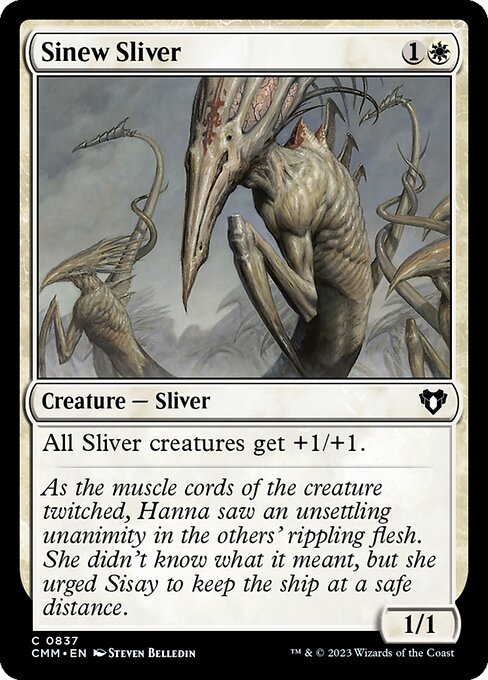 Sinew Sliver 1
Creature — Sliver
All Sliver creatures get +1/+1.
As the muscle cords of the creature
twitched, Hanna saw an unsettling
unanimity in the others' rippling flesh.
She didn't know what it meant, but she
urged Sisay to keep the ship at a safe
distance.
1/1
C 0837
CMM • EN Steven Belledin
™ & © 2023 Wizards of the Coast